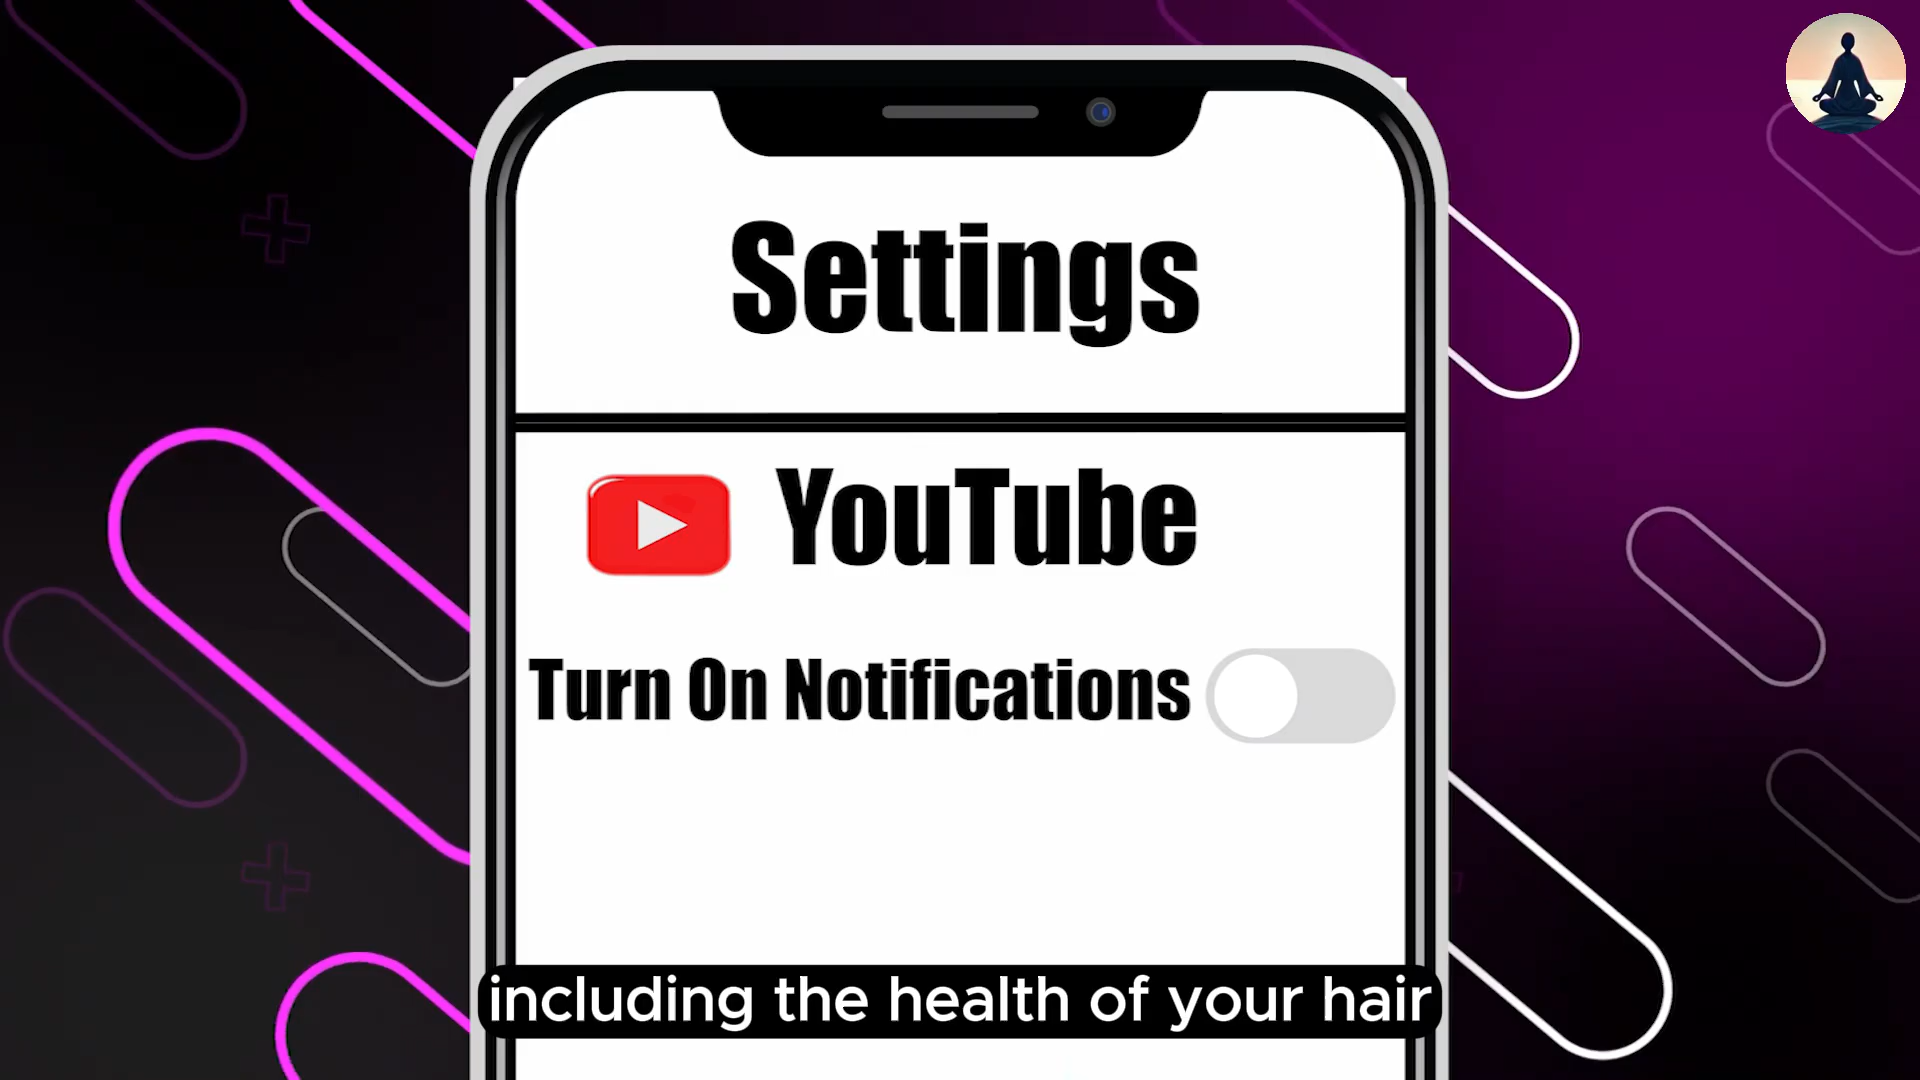 Settings
YouTube
Turn On Notifications
including the health of your hair